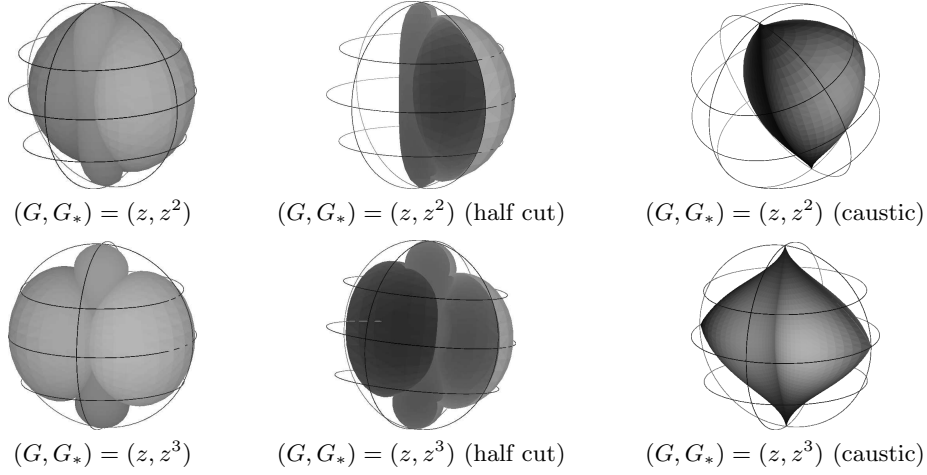 (G, G_*) = (z, z^2)
(G, G_*) = (z, z^2) (half cut)
(G, G_*) = (z, z^2) (caustic)
(G, G_*) = (z, z^3)
(G, G_*) = (z, z^3) (half cut)
(G, G_*) = (z, z^3) (caustic)